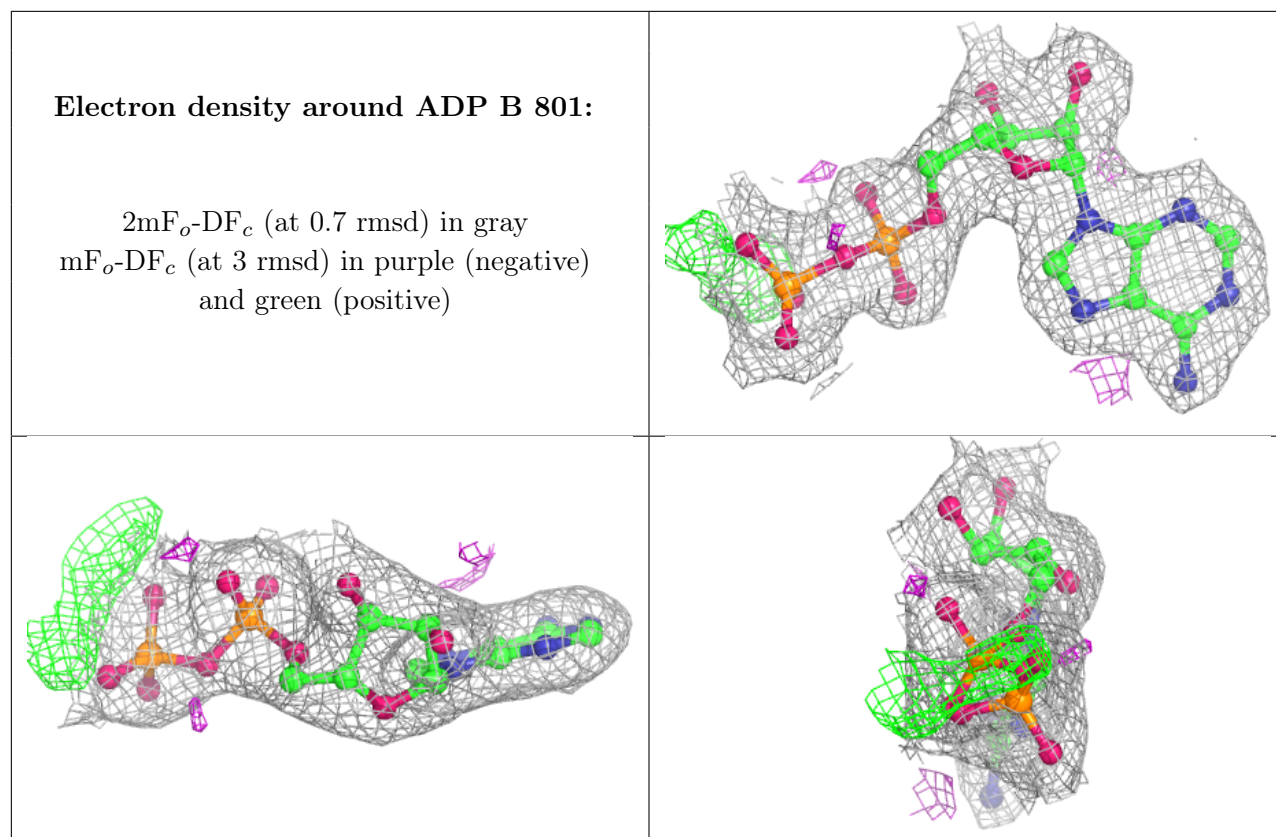 Electron density around ADP B 801:
2mFo-DFc (at 0.7 rmsd) in gray
mFo-DFc (at 3 rmsd) in purple (negative)
and green (positive)